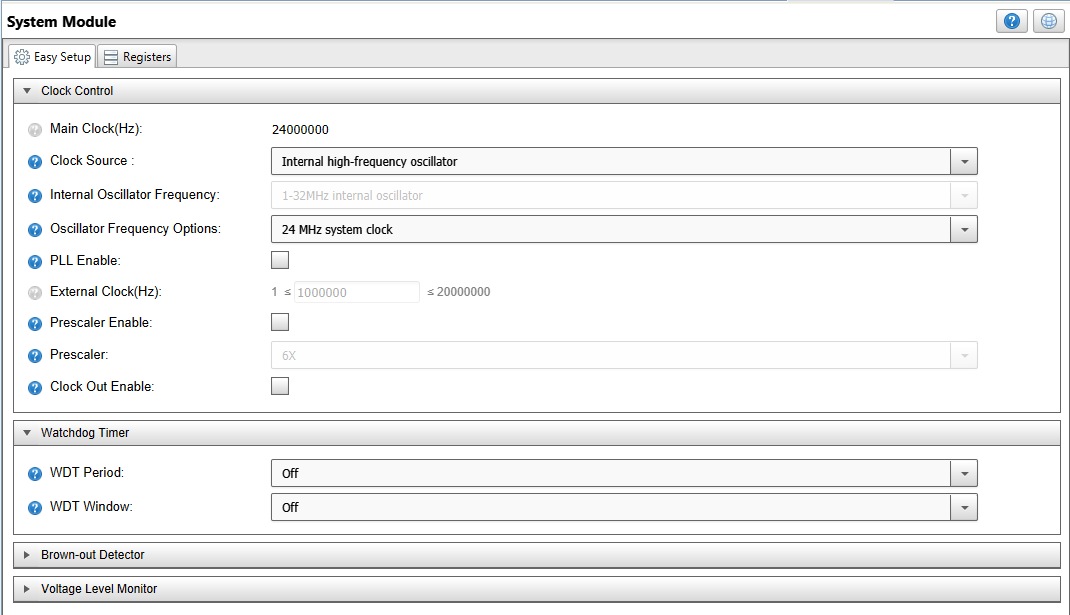 System Module
Easy Setup Registers
Clock Control
Main Clock(Hz): 24000000
Clock Source : Internal high-frequency oscillator
Internal Oscillator Frequency: 1-32MHz internal oscillator
Oscillator Frequency Options: 24 MHz system clock
PLL Enable:
External Clock(Hz): 1 ≤ 1000000 ≤ 20000000
Prescaler Enable:
Prescaler: 6X
Clock Out Enable:
Watchdog Timer
WDT Period: Off
WDT Window: Off
Brown-out Detector
Voltage Level Monitor